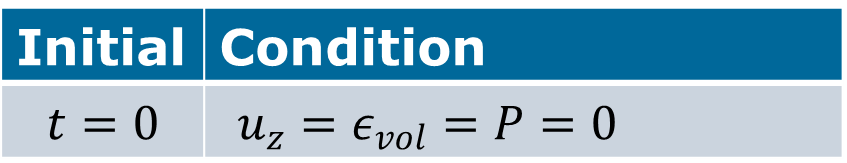 Initial Condition
t = 0 u_z = ϵ_vol = P = 0